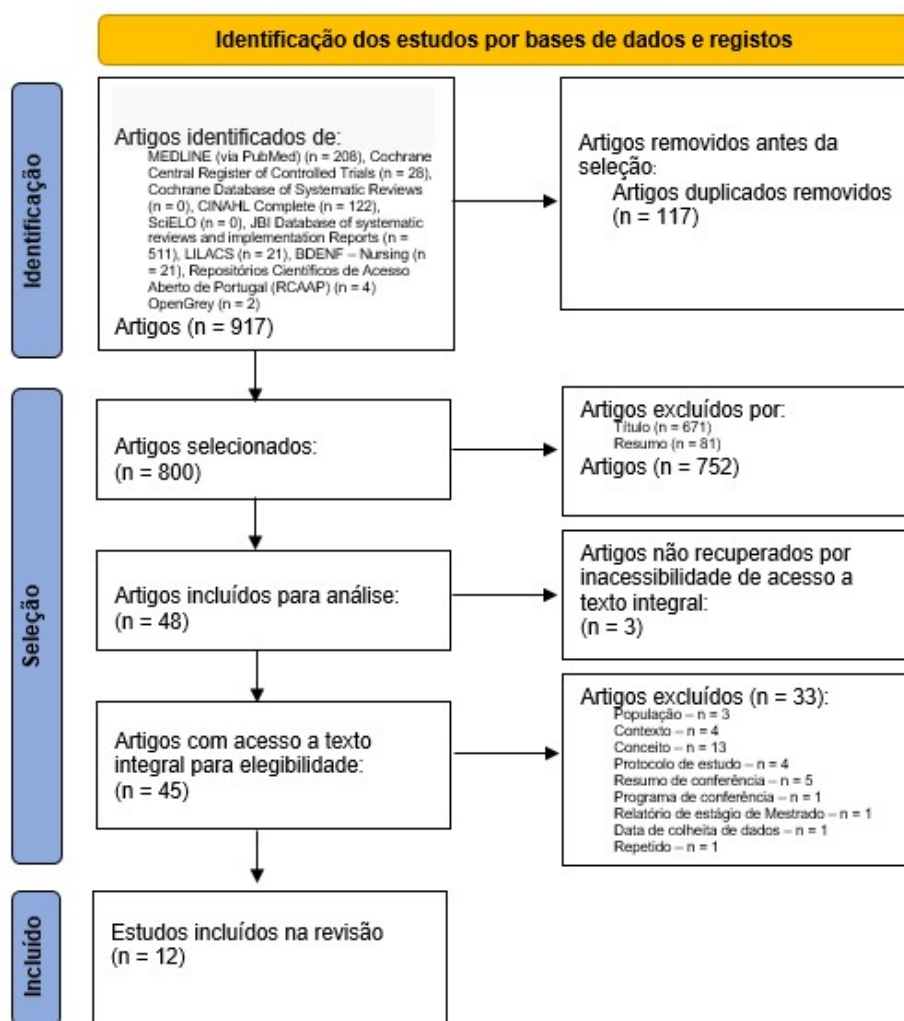 Identificação dos estudos por bases de dados e registos
Identificação
Artigos identificados de:
MEDLINE (via PubMed) (n = 208), Cochrane
Central Register of Controlled Trials (n = 28),
Cochrane Database of Systematic Reviews
(n = 0), CINAHL Complete (n = 122),
SciELO (n = 0), JBI Database of systematic
reviews and implementation Reports (n =
511), LILACS (n = 21), BDENF – Nursing (n
= 21), Repositórios Científicos de Acesso
Aberto de Portugal (RCAAP) (n = 4)
OpenGrey (n = 2)
Artigos (n = 917)
Artigos removidos antes da
seleção:
Artigos duplicados removidos
(n = 117)
Seleção
Artigos selecionados:
(n = 800)
Artigos excluídos por:
Título (n = 671)
Resumo (n = 81)
Artigos (n = 752)
Artigos incluídos para análise:
(n = 48)
Artigos não recuperados por
inacessibilidade de acesso a
texto integral:
(n = 3)
Artigos com acesso a texto
integral para elegibilidade:
(n = 45)
Artigos excluídos (n = 33):
População – n = 3
Contexto – n = 4
Conceito – n = 13
Protocolo de estudo – n = 4
Resumo de conferência – n = 5
Programa de conferência – n = 1
Relatório de estágio de Mestrado – n = 1
Data de colheita de dados – n = 1
Repetido – n = 1
Incluído
Estudos incluídos na revisão
(n = 12)